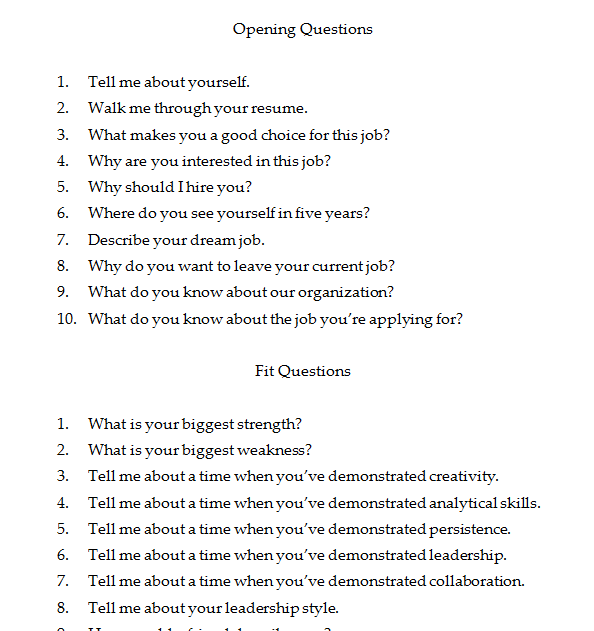 Opening Questions
1. Tell me about yourself.
2. Walk me through your resume.
3. What makes you a good choice for this job?
4. Why are you interested in this job?
5. Why should I hire you?
6. Where do you see yourself in five years?
7. Describe your dream job.
8. Why do you want to leave your current job?
9. What do you know about our organization?
10. What do you know about the job you're applying for?
Fit Questions
1. What is your biggest strength?
2. What is your biggest weakness?
3. Tell me about a time when you've demonstrated creativity.
4. Tell me about a time when you've demonstrated analytical skills.
5. Tell me about a time when you've demonstrated persistence.
6. Tell me about a time when you've demonstrated leadership.
7. Tell me about a time when you've demonstrated collaboration.
8. Tell me about your leadership style.